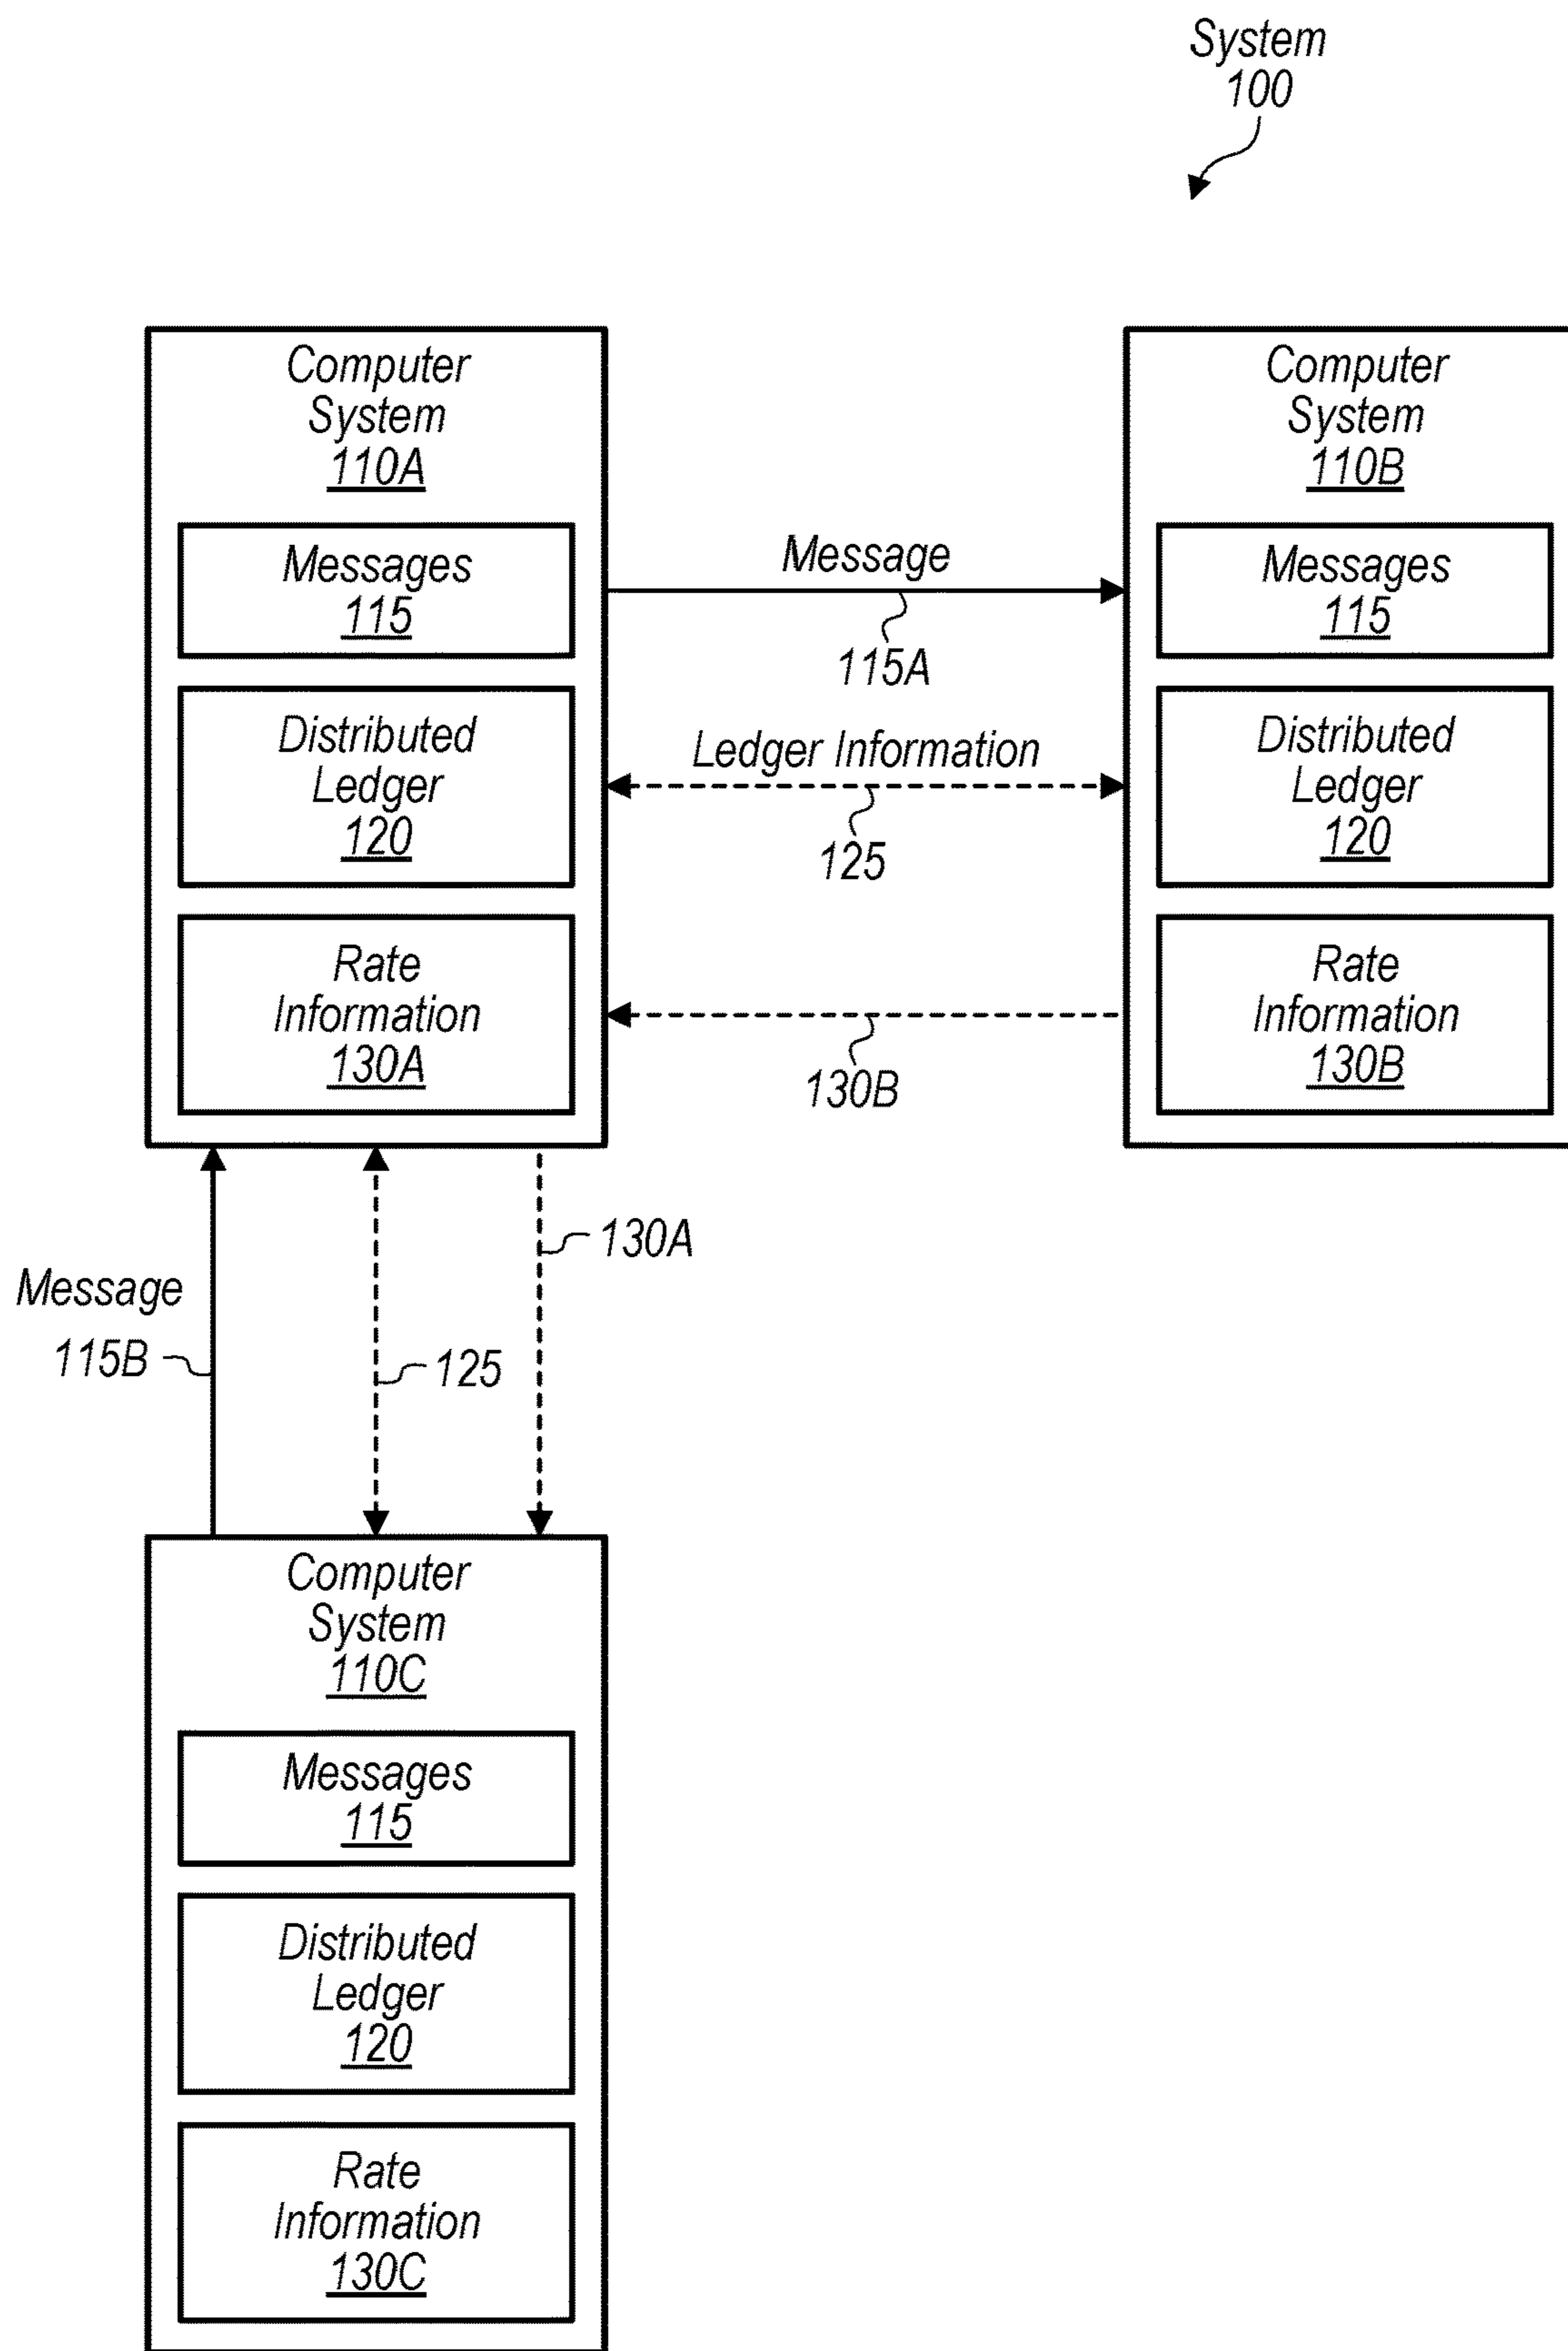 System
100
Computer
System
110A
Messages
115
Distributed
Ledger
120
Rate
Information
130A
Message
115A
Ledger Information
125
130B
Computer
System
110B
Messages
115
Distributed
Ledger
120
Rate
Information
130B
Message
115B
125
130A
Computer
System
110C
Messages
115
Distributed
Ledger
120
Rate
Information
130C